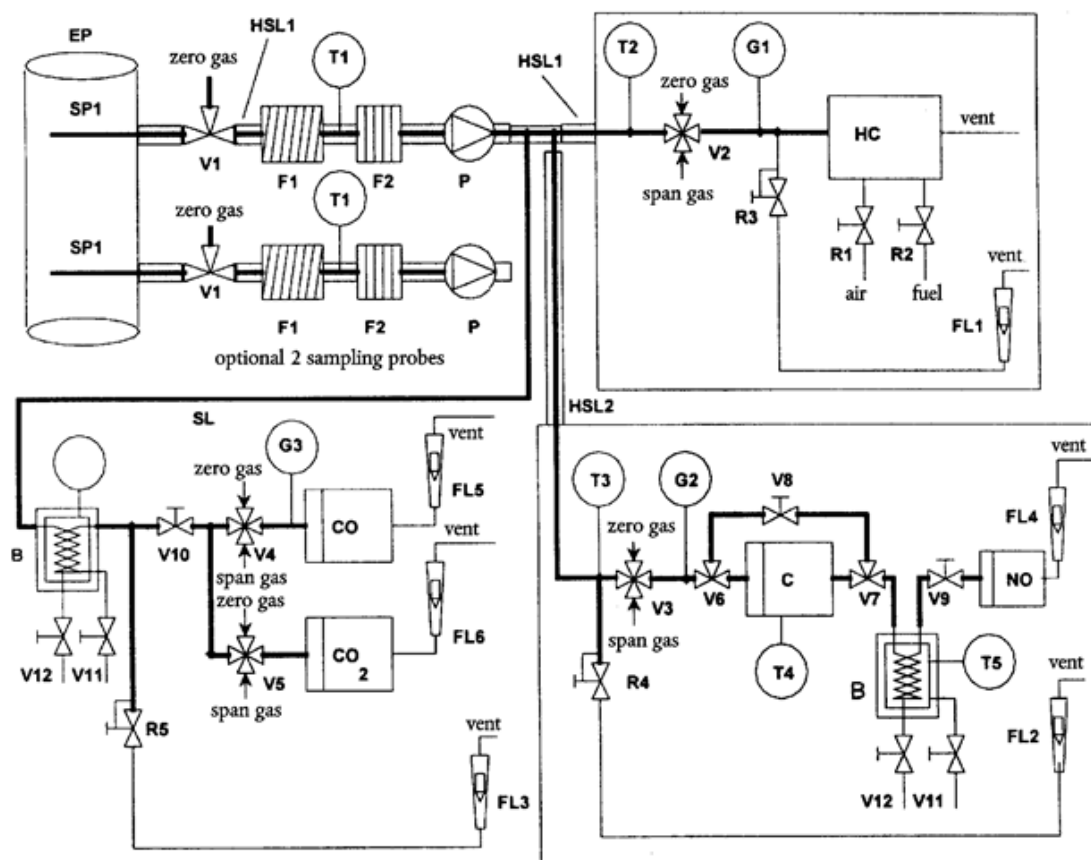 EP
HSL1
zero gas
T1
SP1
V1
F1
F2
P
HSL1
T2
G1
zero gas
V2
span gas
HC
vent
R3
R1
R2
air
fuel
vent
FL1
zero gas
T1
SP1
V1
F1
F2
P
optional 2 sampling probes
HSL2
SL
vent
zero gas
G3
FL5
CO
V10
V4
B
span gas
zero gas
vent
FL6
CO 2
V5
span gas
V12
V11
R5
vent
FL3
vent
T3
G2
V8
FL4
zero gas
V3
V6
C
V7
V9
NO
span gas
R4
T4
B
T5
vent
FL2
V12
V11